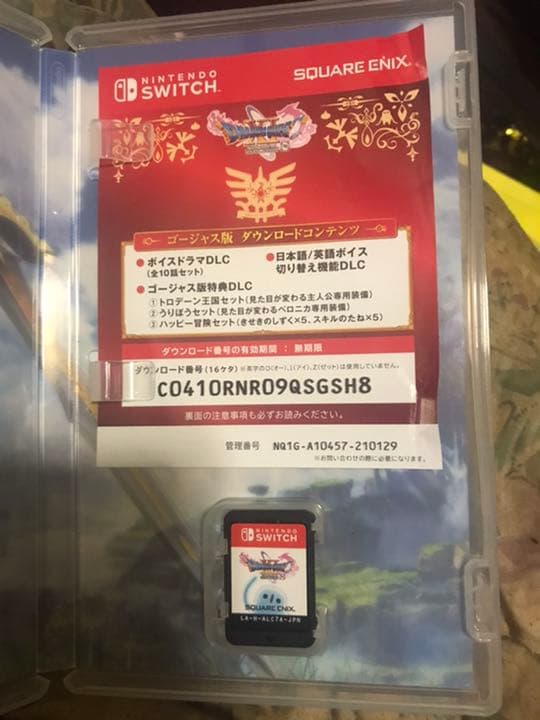 NINTENDO
SWITCH
SQUARE ENIX
DRAGON QUEST
XI
ゴージャス版 ダウンロードコンテンツ
● ボイスドラマDLC
(全10話セット)
● 日本語/英語ボイス
切り替え機能DLC
● ゴージャス版特典DLC
①トロデーン王国セット(見た目が変わる主人公専用装備)
②うりぼうセット(見た目が変わるベロニカ専用装備)
③ハッピー冒険セット(きせきのしずく×5、スキルのたね×5)
ダウンロード番号の有効期間 : 無期限
ダウンロード番号(16ケタ) ※英字のO(オー)、I(アイ)、Z(ゼット)は使用していません。
C0410RNR09QSGSH8
裏面の注意事項も必ずお読みください。
管理番号 NQ1G-A10457-210129
※お問い合わせの際に必要になります。
NINTENDO
SWITCH
DRAGON QUEST
XI
SQUARE ENIX
LA-H-ALC7A-JPN